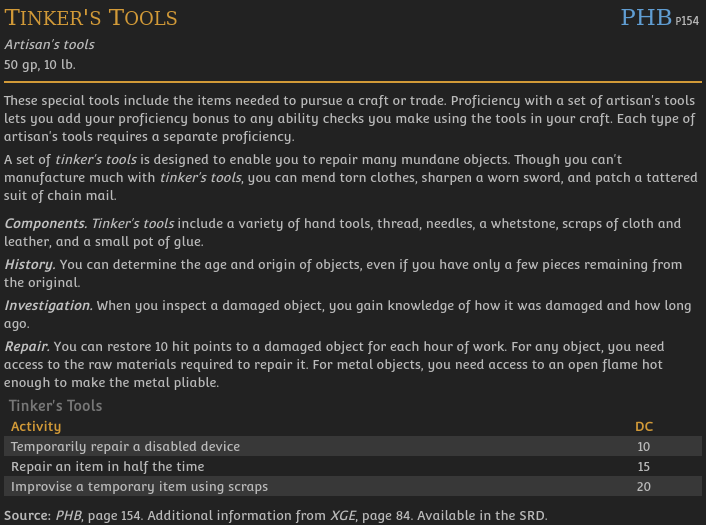 TINKER'S TOOLS PHB P154
Artisan's tools
50 gp, 10 lb.
These special tools include the items needed to pursue a craft or trade. Proficiency with a set of artisan's tools
lets you add your proficiency bonus to any ability checks you make using the tools in your craft. Each type of
artisan's tools requires a separate proficiency.
A set of tinker's tools is designed to enable you to repair many mundane objects. Though you can't
manufacture much with tinker's tools, you can mend torn clothes, sharpen a worn sword, and patch a tattered
suit of chain mail.
Components. Tinker's tools include a variety of hand tools, thread, needles, a whetstone, scraps of cloth and
leather, and a small pot of glue.
History. You can determine the age and origin of objects, even if you have only a few pieces remaining from
the original.
Investigation. When you inspect a damaged object, you gain knowledge of how it was damaged and how long
ago.
Repair. You can restore 10 hit points to a damaged object for each hour of work. For any object, you need
access to the raw materials required to repair it. For metal objects, you need access to an open flame hot
enough to make the metal pliable.
Tinker's Tools
Activity DC
Temporarily repair a disabled device 10
Repair an item in half the time 15
Improvise a temporary item using scraps 20
Source: PHB, page 154. Additional information from XGE, page 84. Available in the SRD.